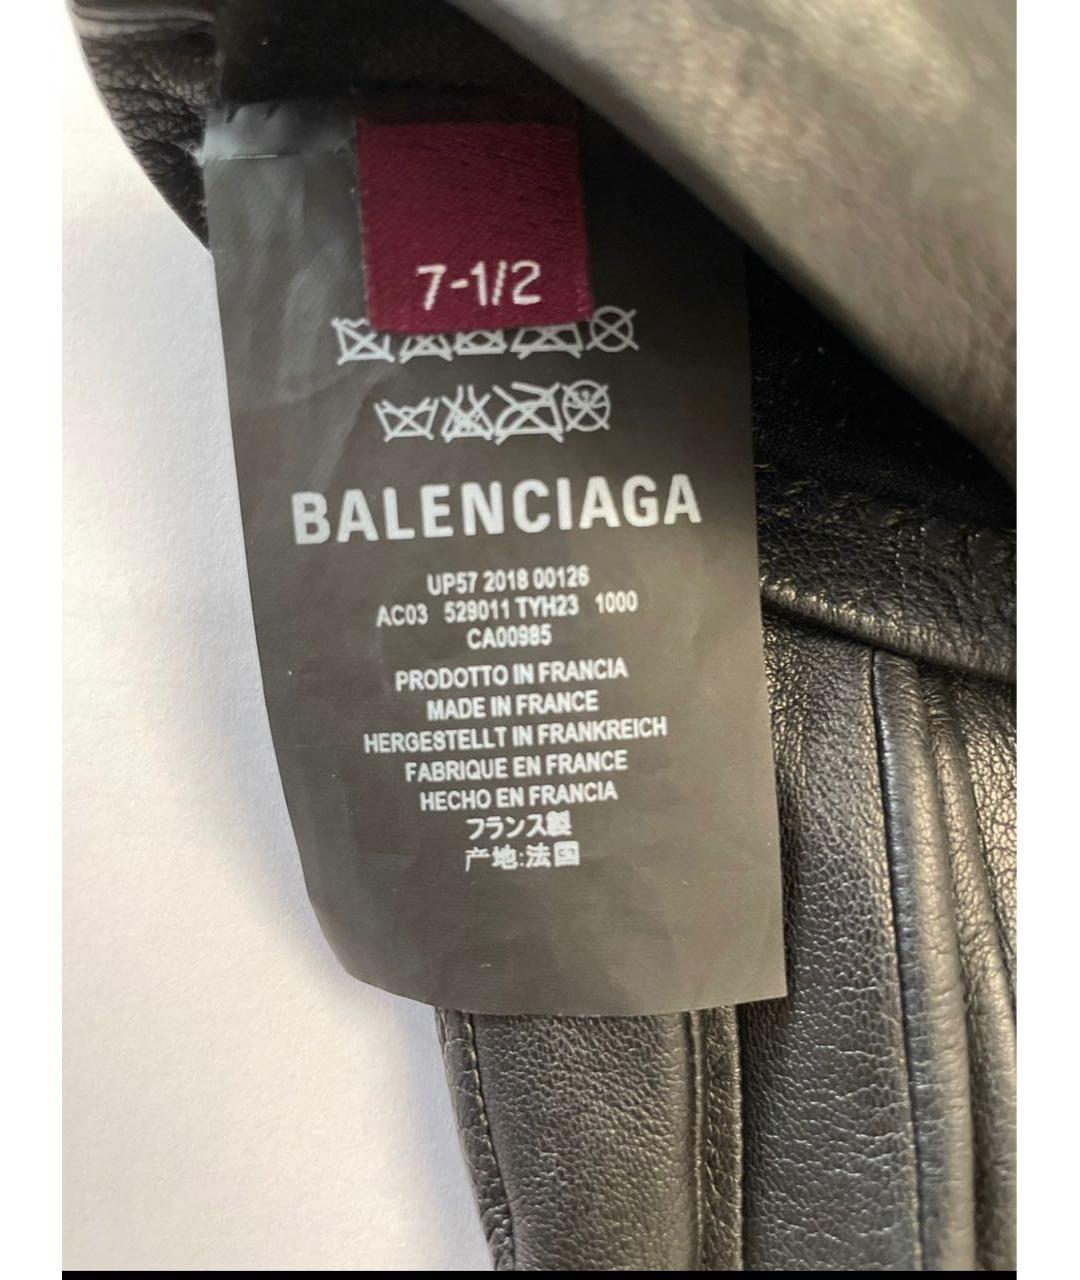 7-1/2
BALENCIAGA
UP57 2018 00126
AC03 529011 TYH23 1000
CA00985
PRODOTTO IN FRANCIA
MADE IN FRANCE
HERGESTELLT IN FRANKREICH
FABRIQUE EN FRANCE
HECHO EN FRANCIA
フランス製
产地:法国